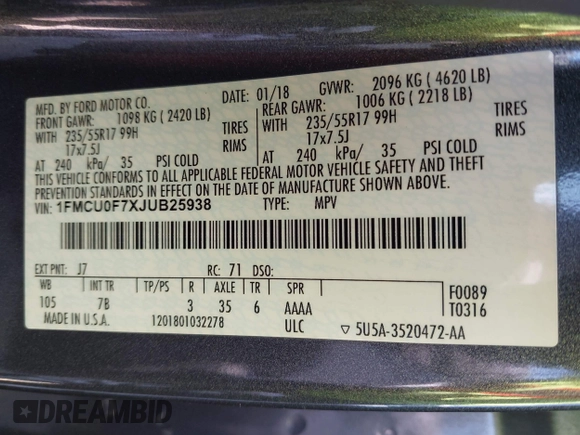 MFD. BY FORD MOTOR CO.
DATE: 01/18
GVWR: 2096 KG ( 4620 LB)
FRONT GAWR: 1098 KG ( 2420 LB)
REAR GAWR: 1006 KG ( 2218 LB)
WITH 235/55R17 99H TIRES
WITH 235/55R17 99H TIRES
17x7.5J RIMS
17x7.5J RIMS
AT 240 kPa/ 35 PSI COLD
AT 240 kPa/ 35 PSI COLD
THIS VEHICLE CONFORMS TO ALL APPLICABLE FEDERAL MOTOR VEHICLE SAFETY AND THEFT
PREVENTION STANDARDS IN EFFECT ON THE DATE OF MANUFACTURE SHOWN ABOVE.
VIN: 1FMCU0F7XJUB25938
TYPE: MPV
EXT PNT: J7 RC: 71 DSO:
WB INT TR TP/PS R AXLE TR SPR
105 7B 3 35 6 AAAA
F0089
T0316
MADE IN U.S.A. 1201801032278 ULC ▽ 5U5A-3520472-AA
DREAMBID